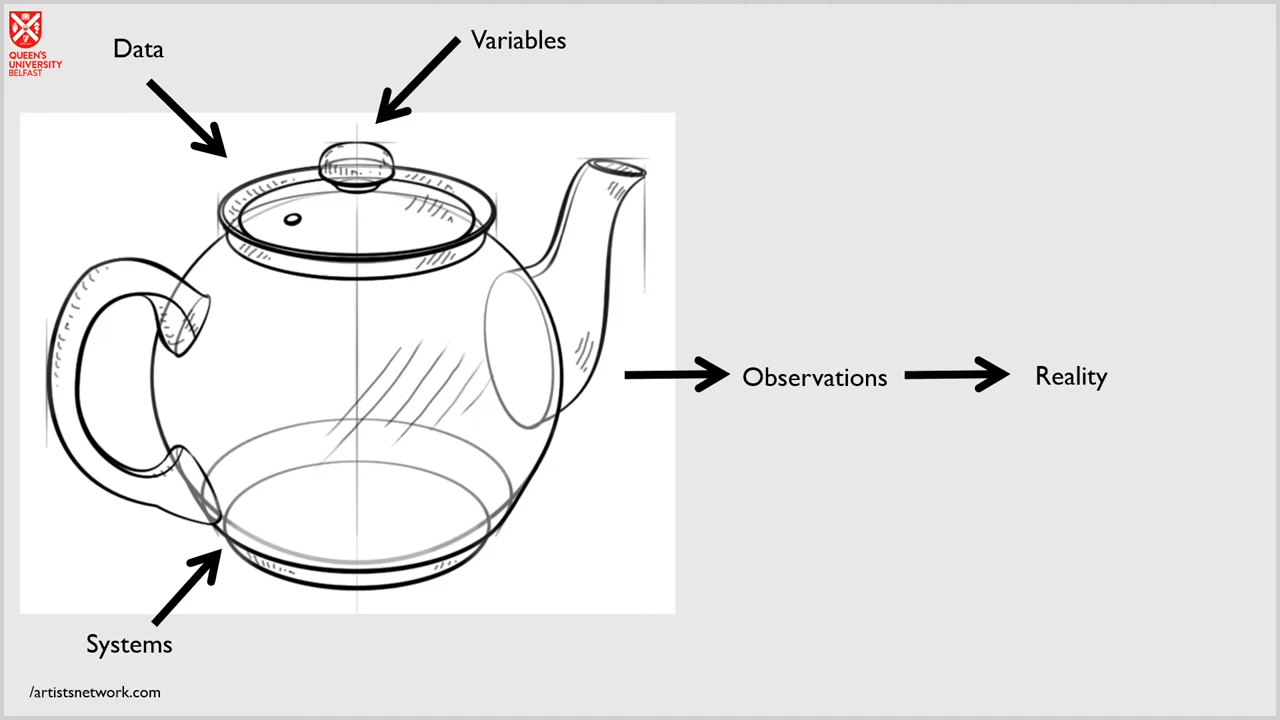 QUEEN'S
UNIVERSITY
BELFAST
Data
Variables
Observations
Reality
Systems
/artistsnetwork.com